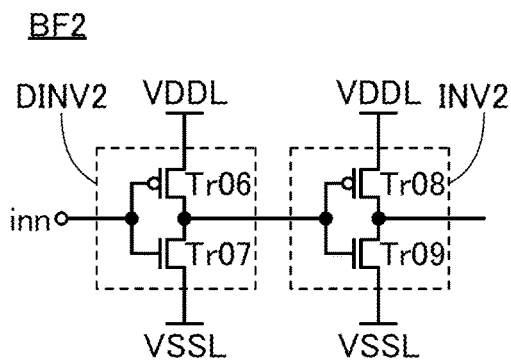 BF2
DINV2 VDDL VDDL INV2
Tr06 Tr08
inn
Tr07 Tr09
VSSL VSSL